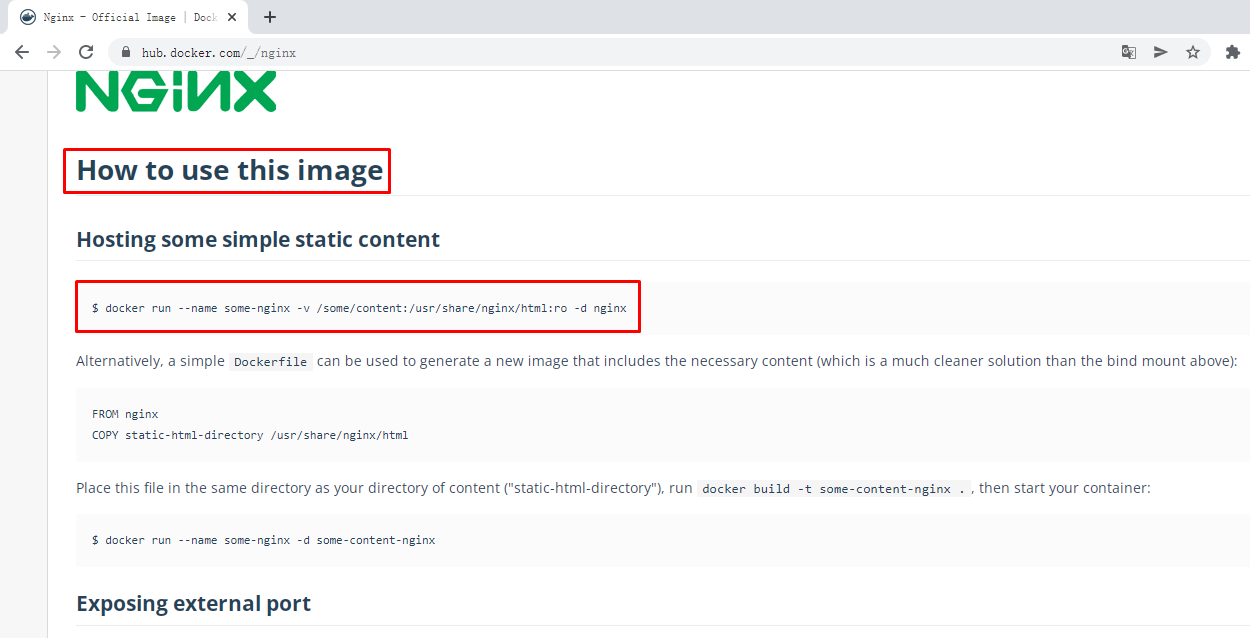 Nginx - Official Image | Dock
hub.docker.com/_/nginx
NGINX
How to use this image
Hosting some simple static content
$ docker run --name some-nginx -v /some/content:/usr/share/nginx/html:ro -d nginx
Alternatively, a simple Dockerfile can be used to generate a new image that includes the necessary content (which is a much cleaner solution than the bind mount above):
FROM nginx
COPY static-html-directory /usr/share/nginx/html
Place this file in the same directory as your directory of content ("static-html-directory"), run docker build -t some-content-nginx . , then start your container:
$ docker run --name some-nginx -d some-content-nginx
Exposing external port